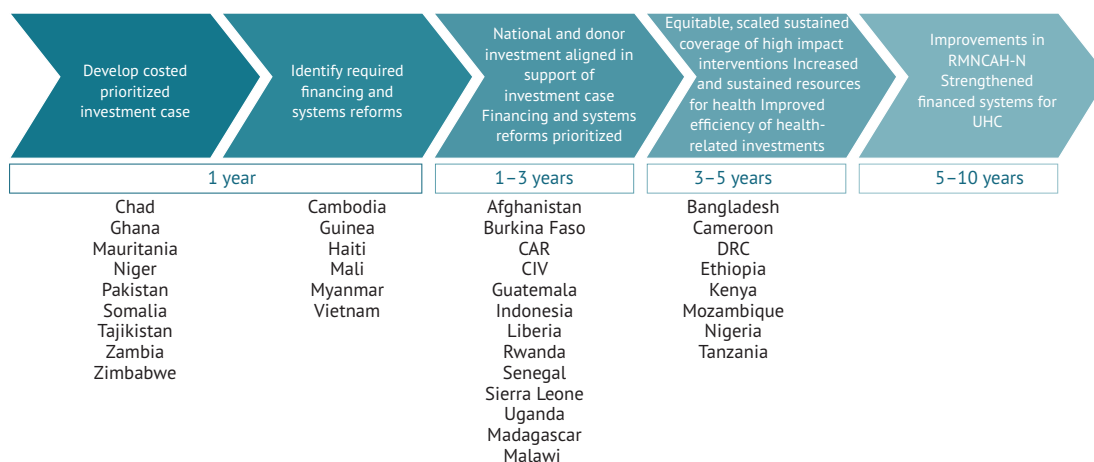 Develop costed
prioritized
investment case
Identify required
financing and
systems reforms
National and donor
investment aligned in
support of
investment case
Financing and systems
reforms prioritized
Equitable, scaled sustained
coverage of high impact
interventions Increased
and sustained resources
for health Improved
efficiency of health-
related investments
Improvements in
RMNCAH-N
Strengthened
financed systems for
UHC
1 year
1–3 years
3–5 years
5–10 years
Chad
Ghana
Mauritania
Niger
Pakistan
Somalia
Tajikistan
Zambia
Zimbabwe
Cambodia
Guinea
Haiti
Mali
Myanmar
Vietnam
Afghanistan
Burkina Faso
CAR
CIV
Guatemala
Indonesia
Liberia
Rwanda
Senegal
Sierra Leone
Uganda
Madagascar
Malawi
Bangladesh
Cameroon
DRC
Ethiopia
Kenya
Mozambique
Nigeria
Tanzania